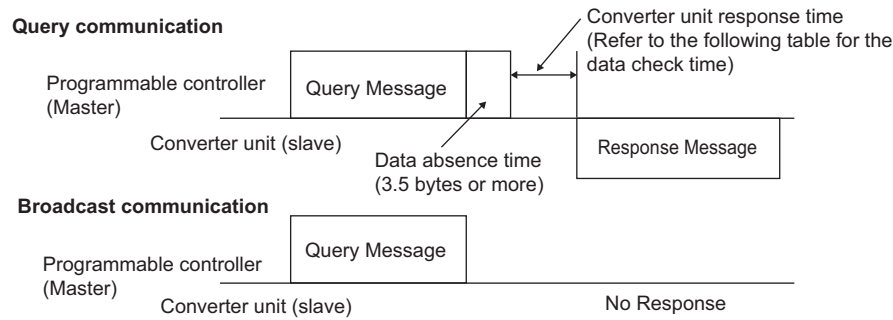 Query communication
Converter unit response time
(Refer to the following table for the
data check time)
Programmable controller
(Master)
Query Message
Converter unit (slave)
Data absence time
(3.5 bytes or more)
Response Message
Broadcast communication
Query Message
Programmable controller
(Master)
Converter unit (slave)
No Response